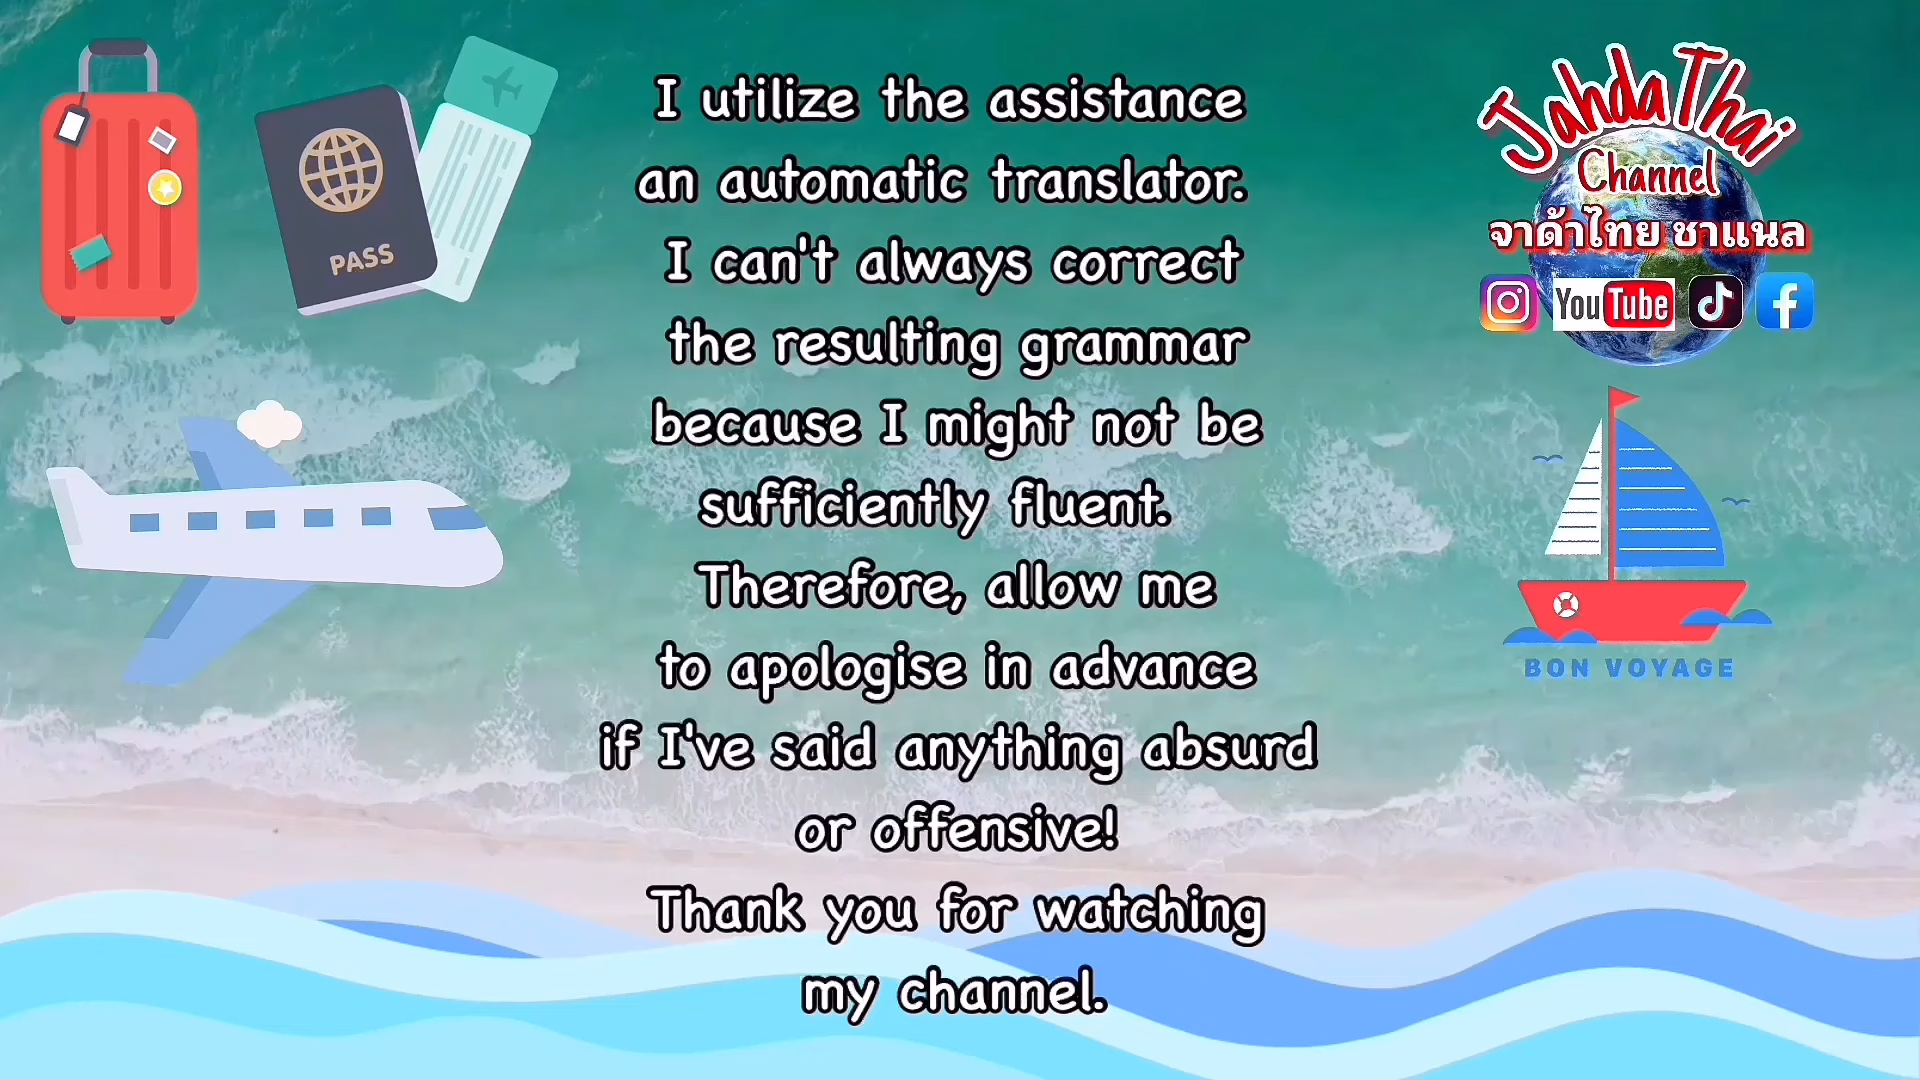 I utilize the assistance
an automatic translator.
I can't always correct
the resulting grammar
because I might not be
sufficiently fluent.
Therefore, allow me
to apologise in advance
if I've said anything absurd
or offensive!
Thank you for watching
my channel.
PASS
JahdaThai
Channel
จาด้าไทย ชาแนล
YouTube
BON VOYAGE